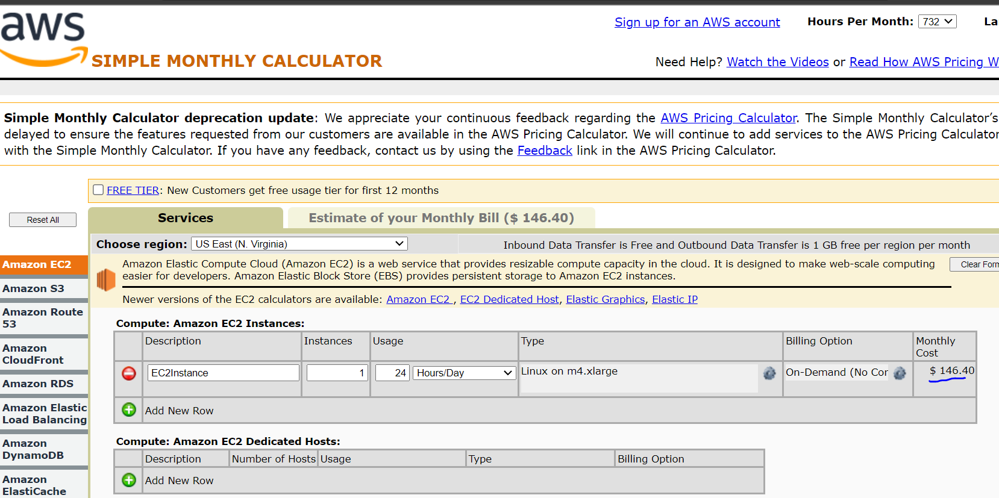 aws
Sign up for an AWS account Hours Per Month: 732 La
SIMPLE MONTHLY CALCULATOR
Need Help? Watch the Videos or Read How AWS Pricing W
Simple Monthly Calculator deprecation update: We appreciate your continuous feedback regarding the AWS Pricing Calculator. The Simple Monthly Calculator’s
delayed to ensure the features requested from our customers are available in the AWS Pricing Calculator. We will continue to add services to the AWS Pricing Calculator
with the Simple Monthly Calculator. If you have any feedback, contact us by using the Feedback link in the AWS Pricing Calculator.
FREE TIER: New Customers get free usage tier for first 12 months
Reset All
Services Estimate of your Monthly Bill ($ 146.40)
Choose region: US East (N. Virginia) Inbound Data Transfer is Free and Outbound Data Transfer is 1 GB free per region per month
Amazon EC2
Amazon S3
Amazon Route
53
Amazon
CloudFront
Amazon RDS
Amazon Elastic
Load Balancing
Amazon
DynamoDB
Amazon
ElastiCache
Amazon Elastic Compute Cloud (Amazon EC2) is a web service that provides resizable compute capacity in the cloud. It is designed to make web-scale computing
easier for developers. Amazon Elastic Block Store (EBS) provides persistent storage to Amazon EC2 instances.
Clear Form
Newer versions of the EC2 calculators are available: Amazon EC2 , EC2 Dedicated Host, Elastic Graphics, Elastic IP
Compute: Amazon EC2 Instances:
Description Instances Usage Type Billing Option Monthly
Cost
EC2Instance 1 24 Hours/Day Linux on m4.xlarge On-Demand (No Cor $ 146.40
Add New Row
Compute: Amazon EC2 Dedicated Hosts:
Description Number of Hosts Usage Type Billing Option
Add New Row